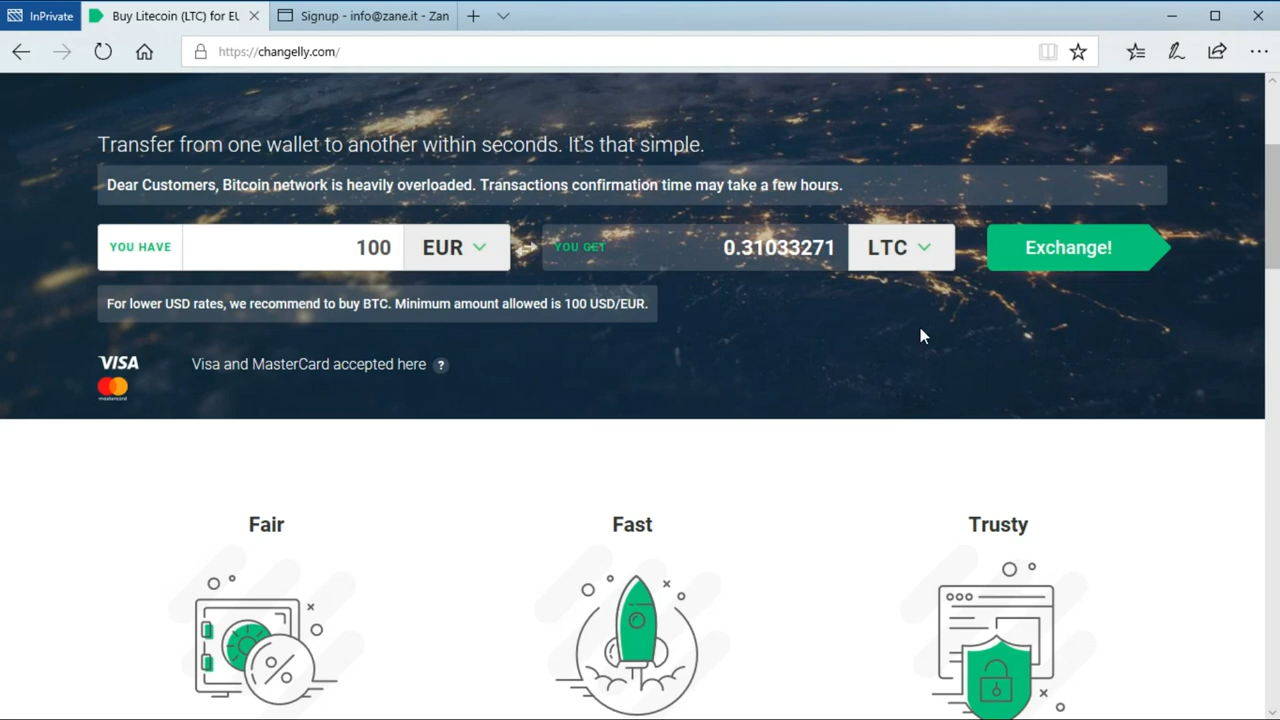 InPrivate
Buy Litecoin (LTC) for EU
Signup - info@zane.it - Zan
https://changelly.com/
Transfer from one wallet to another within seconds. It's that simple.
Dear Customers, Bitcoin network is heavily overloaded. Transactions confirmation time may take a few hours.
YOU HAVE 100 EUR YOU GET 0.31033271 LTC Exchange!
For lower USD rates, we recommend to buy BTC. Minimum amount allowed is 100 USD/EUR.
VISA
mastercard
Visa and MasterCard accepted here ?
Fair Fast Trusty